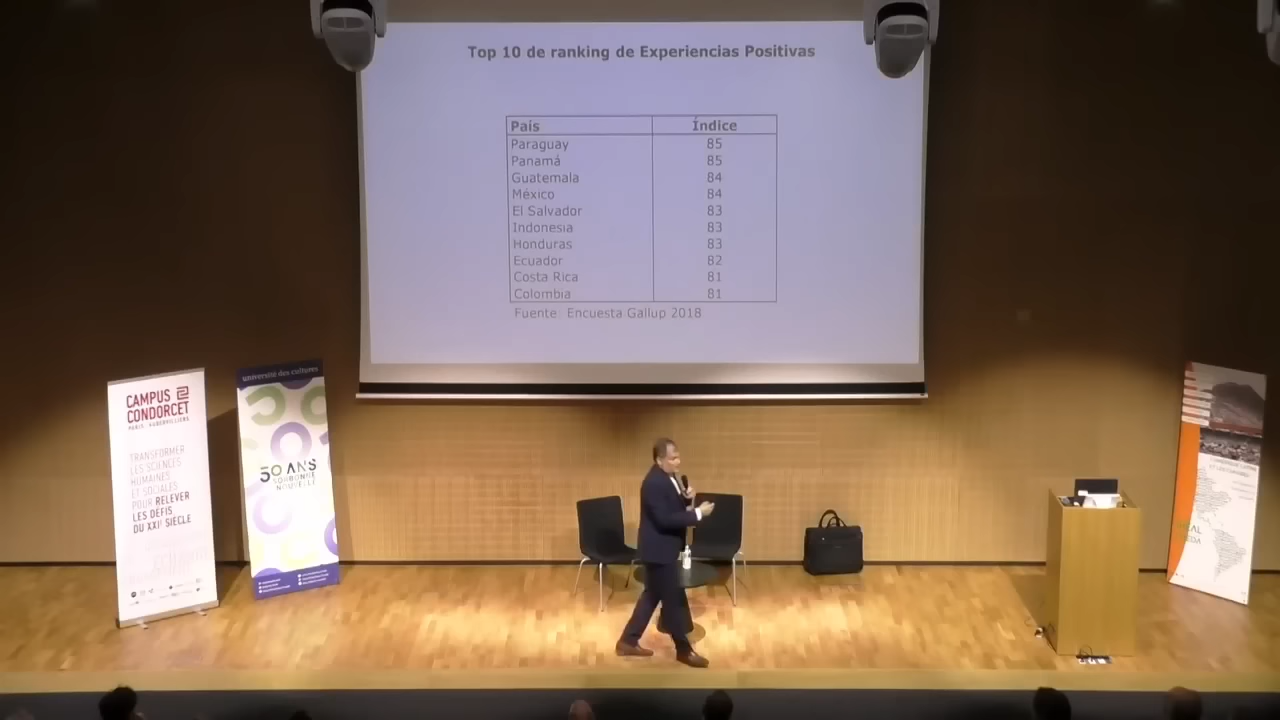 Top 10 de ranking de Experiencias Positivas
País Índice
Paraguay 85
Panamá 85
Guatemala 84
México 84
El Salvador 83
Indonesia 83
Honduras 83
Ecuador 82
Costa Rica 81
Colombia 81
Fuente: Encuesta Gallup 2018
CAMPUS
CONDORCET
PARIS-AUBERVILLIERS
TRANSFORMER
LES SCIENCES
HUMAINES
ET SOCIALES
POUR RELEVER
LES DÉFIS
DU XXIe SIÈCLE
université des cultures
50 ANS
SORBONNE
NOUVELLE